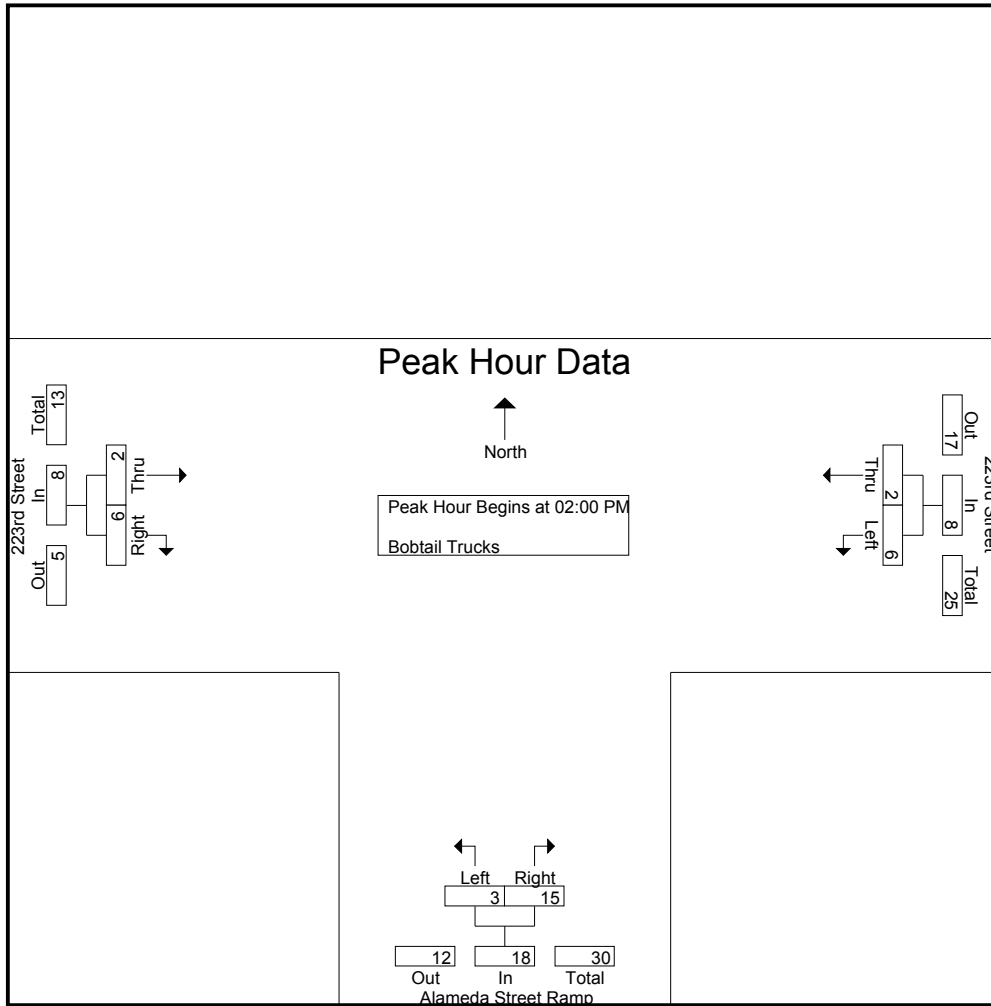 Peak Hour Data
North
Peak Hour Begins at 02:00 PM
Bobtail Trucks
223rd Street
Total
13
In
8
Out
5
2
Thru
6
Right
223rd Street
Out
17
In
8
Total
25
Thru
2
Left
6
Left Right
3 15
12 18 30
Out In Total
Alameda Street Ramp